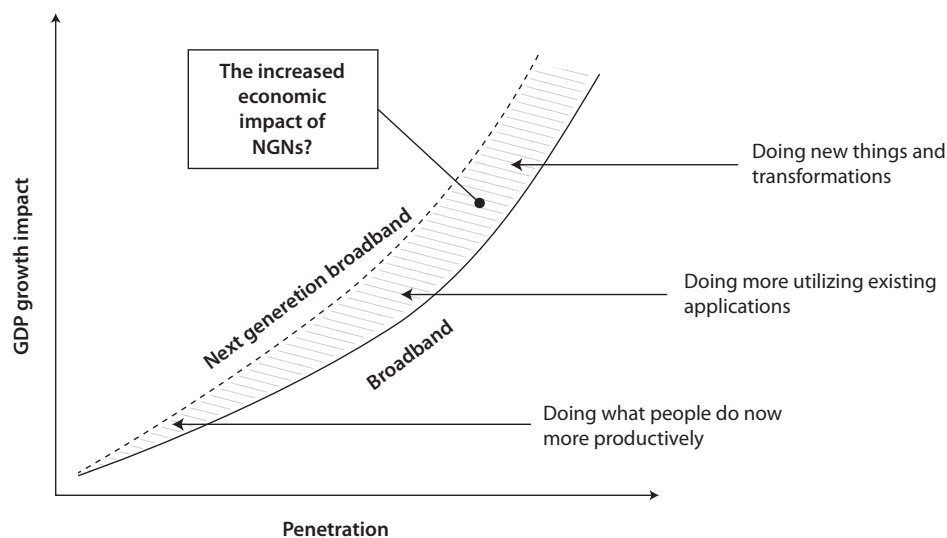 The increased
economic
impact of
NGNs?
Doing new things and
transformations
GDP growth impact
Next generetion broadband
Doing more utilizing existing
applications
Broadband
Doing what people do now
more productively
Penetration